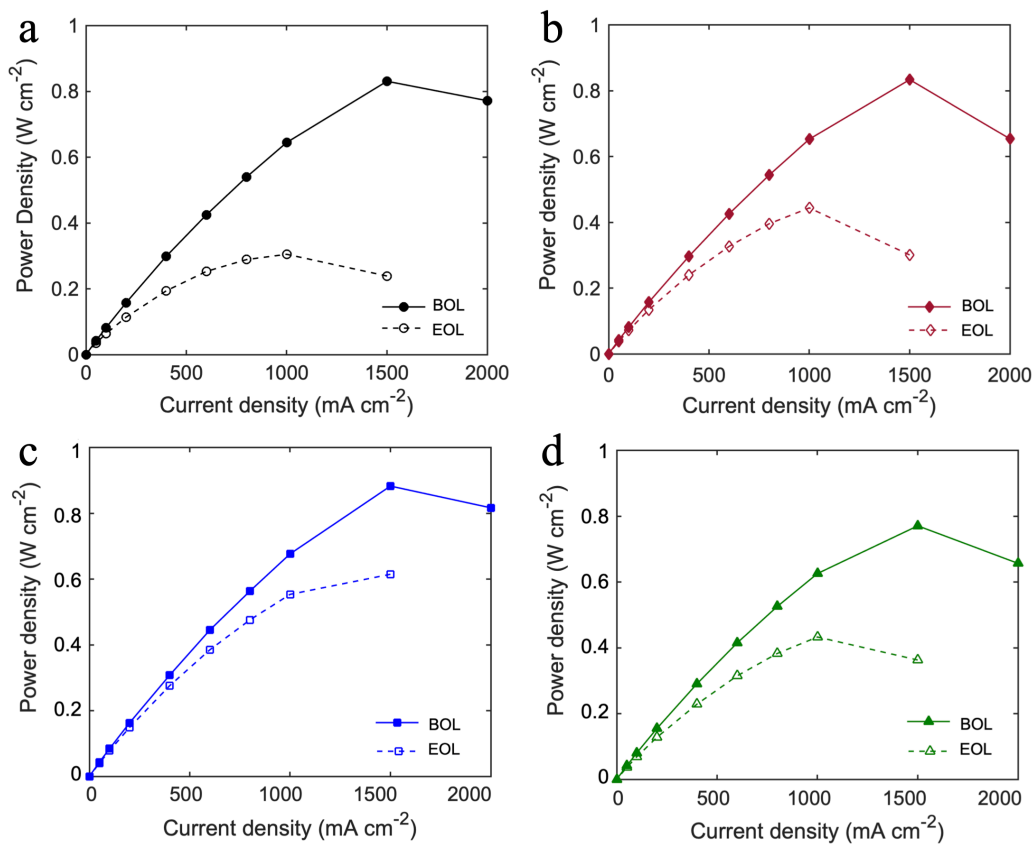 a
Power Density (W cm⁻²)
1
0.8
0.6
0.4
0.2
0
0 500 1000 1500 2000
Current density (mA cm⁻²)
BOL
EOL
b
Power density (W cm⁻²)
1
0.8
0.6
0.4
0.2
0
0 500 1000 1500 2000
Current density (mA cm⁻²)
BOL
EOL
c
Power density (W cm⁻²)
1
0.8
0.6
0.4
0.2
0
0 500 1000 1500 2000
Current density (mA cm⁻²)
BOL
EOL
d
Power density (W cm⁻²)
1
0.8
0.6
0.4
0.2
0
0 500 1000 1500 2000
Current density (mA cm⁻²)
BOL
EOL